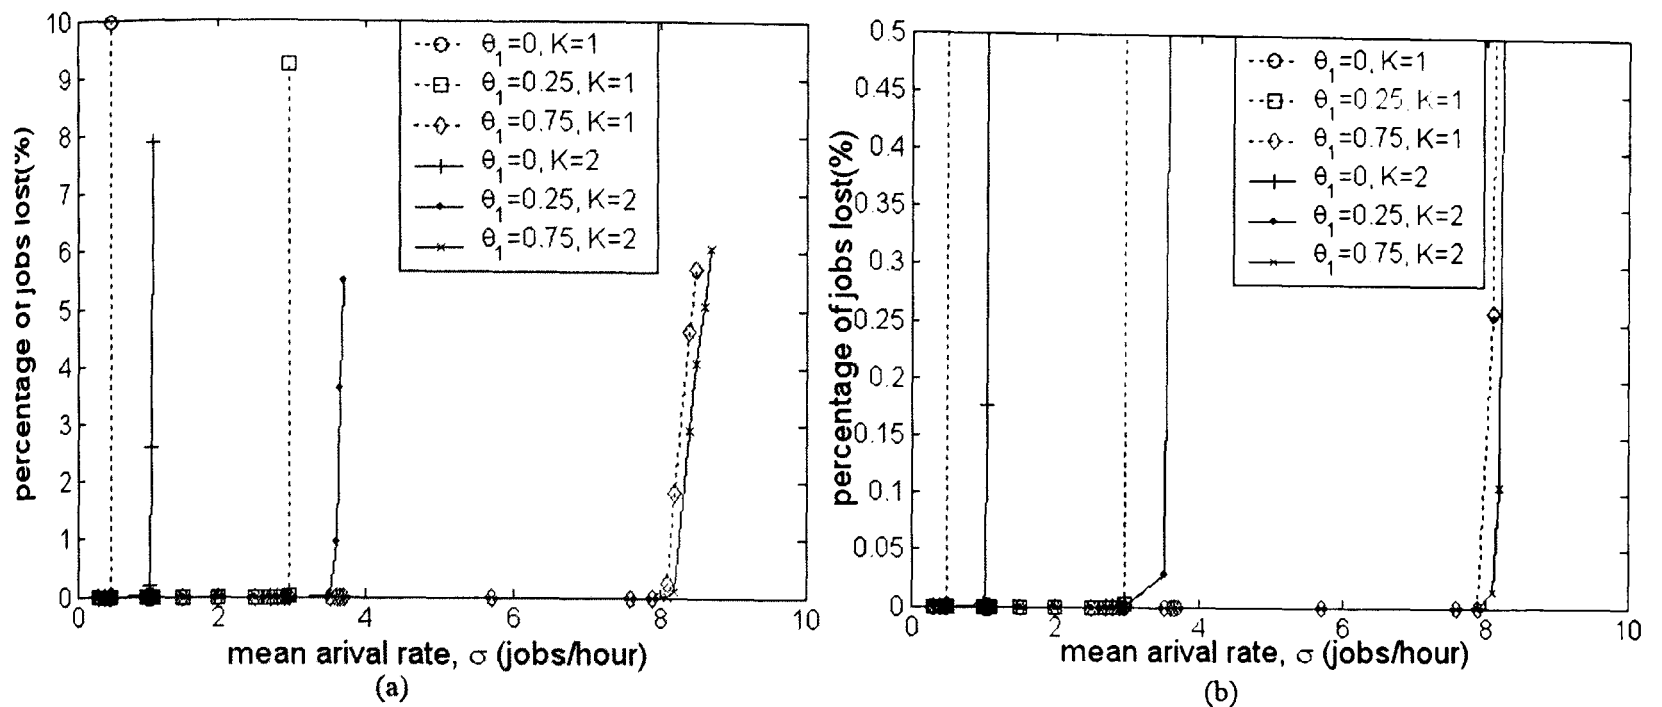 10
9
8
7
6
5
4
3
2
1
0
percentage of jobs lost(%)
θ1=0, K=1
θ1=0.25, K=1
θ1=0.75, K=1
θ1=0, K=2
θ1=0.25, K=2
θ1=0.75, K=2
2 4 6 8 10
mean arival rate, σ (jobs/hour)
(a)
0.5
0.45
0.4
0.35
0.3
0.25
0.2
0.15
0.1
0.05
0
percentage of jobs lost(%)
θ1=0, K=1
θ1=0.25, K=1
θ1=0.75, K=1
θ1=0, K=2
θ1=0.25, K=2
θ1=0.75, K=2
0 2 4 6 8 10
mean arival rate, σ (jobs/hour)
(b)